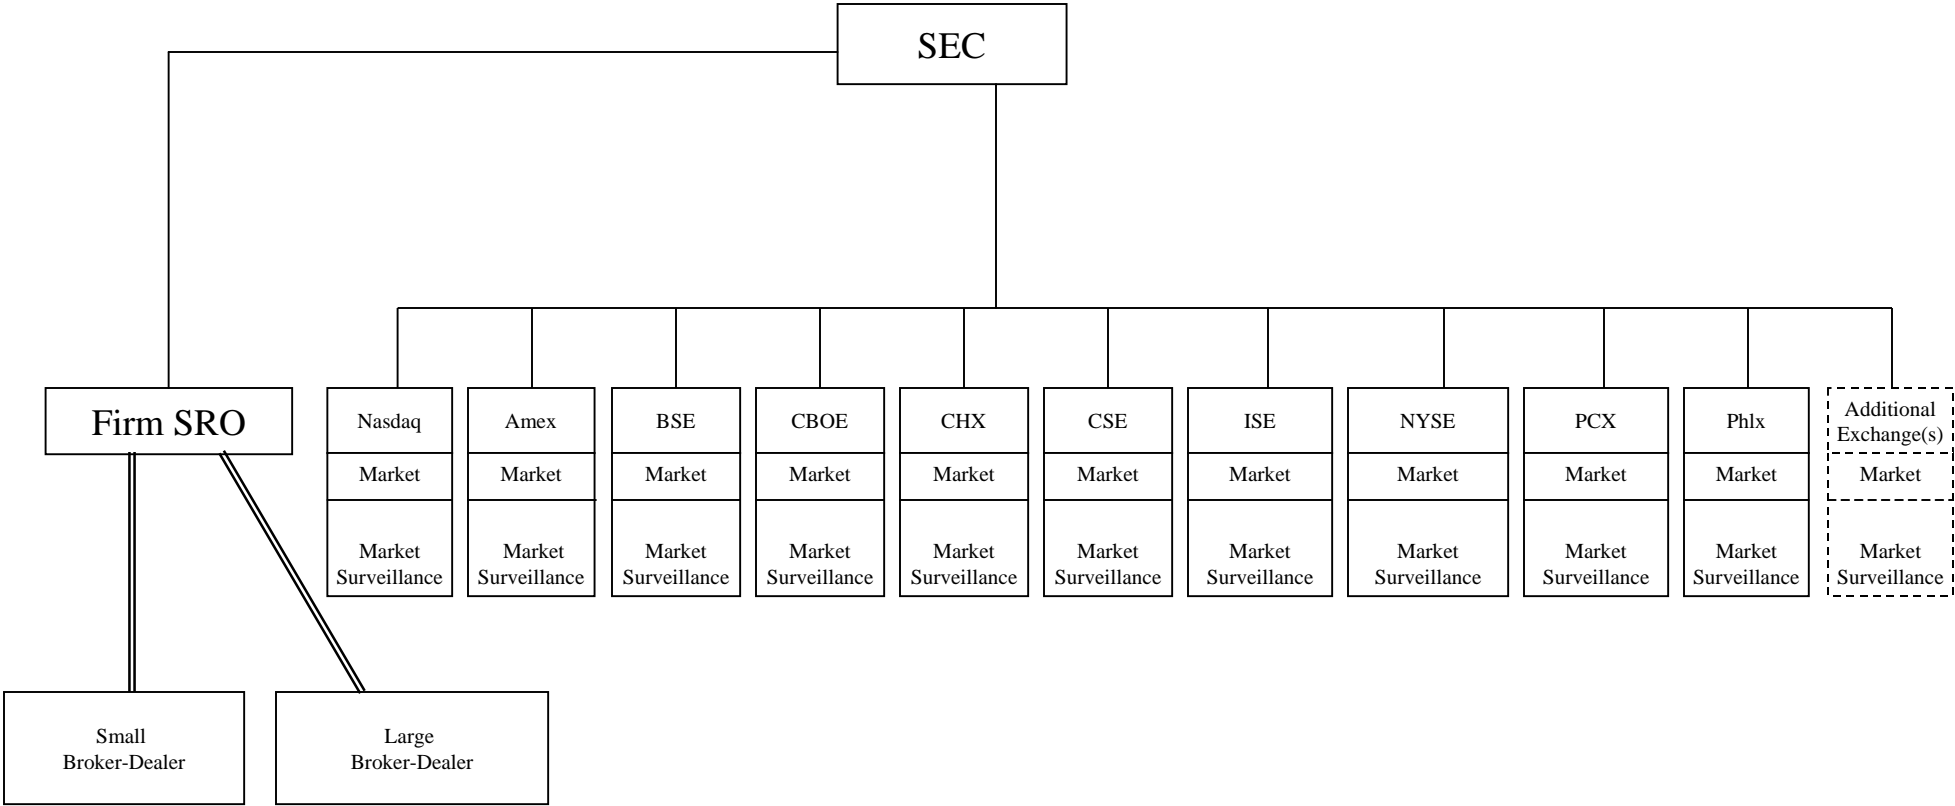 SEC
Firm SRO
Nasdaq
Amex
BSE
CBOE
CHX
CSE
ISE
NYSE
PCX
Phlx
Additional
Exchange(s)
Market
Market
Market
Market
Market
Market
Market
Market
Market
Market
Market
Market
Surveillance
Market
Surveillance
Market
Surveillance
Market
Surveillance
Market
Surveillance
Market
Surveillance
Market
Surveillance
Market
Surveillance
Market
Surveillance
Market
Surveillance
Market
Surveillance
Small
Broker-Dealer
Large
Broker-Dealer